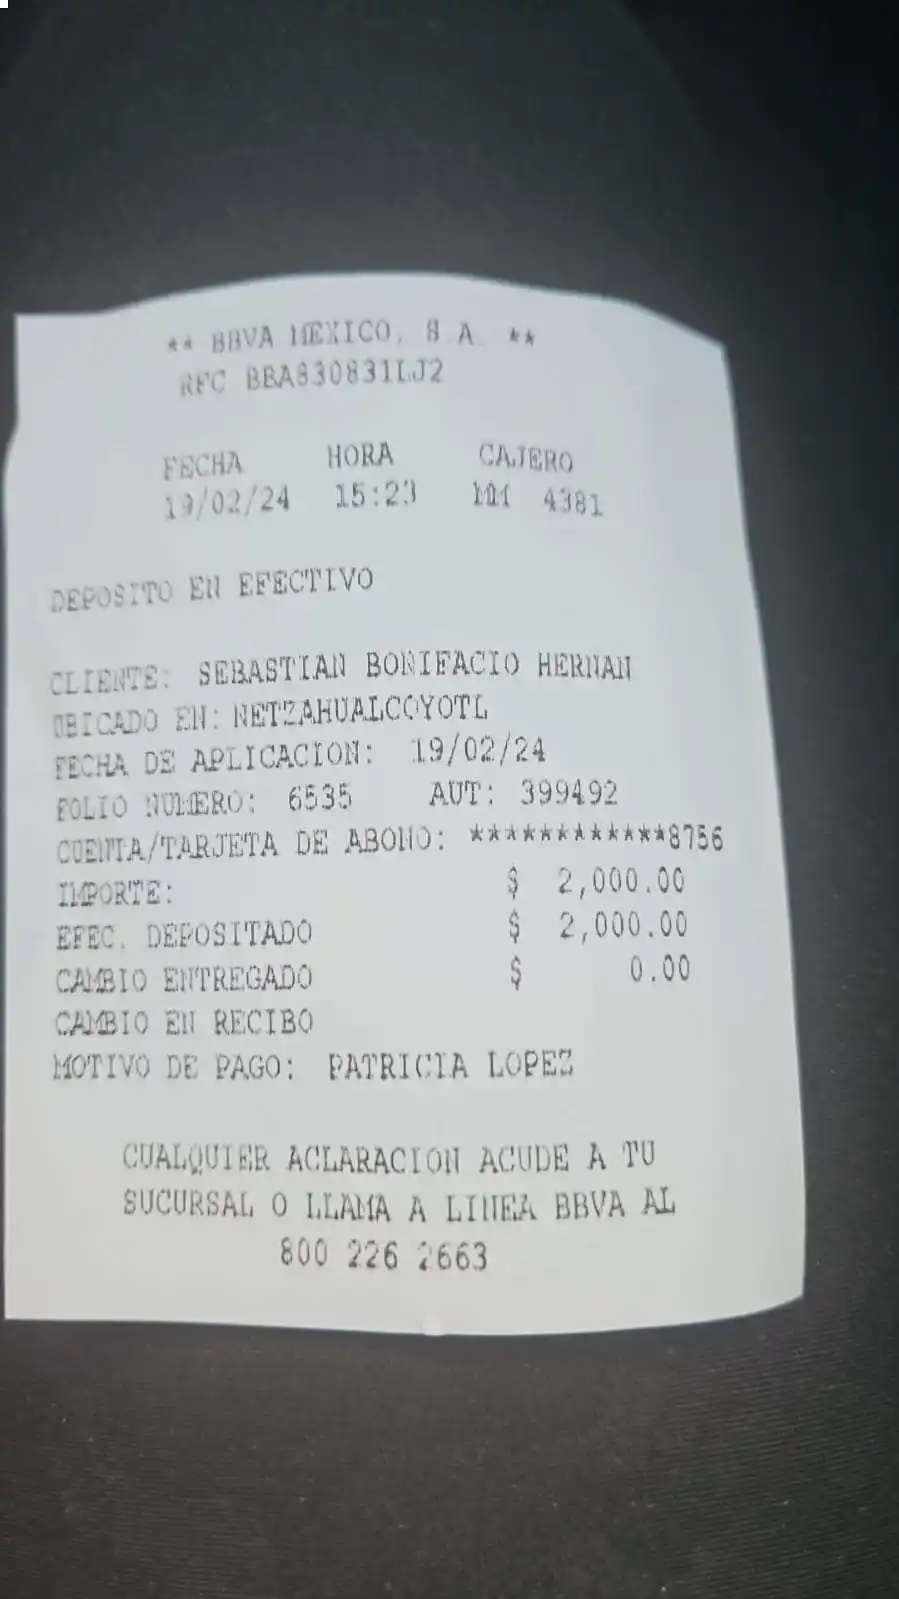 ** BBVA MEXICO, S.A. **
RFC BBA830831LJ2
FECHA HORA CAJERO
19/02/24 15:23 MM 4381
DEPOSITO EN EFECTIVO
CLIENTE: SEBASTIAN BONIFACIO HERNAN
UBICADO EN: NETZAHUALCOYOTL
FECHA DE APLICACION: 19/02/24
FOLIO NUMERO: 6535 AUT: 399492
CUENTA/TARJETA DE ABONO: ************8756
IMPORTE: $ 2,000.00
EFEC. DEPOSITADO $ 2,000.00
CAMBIO ENTREGADO $ 0.00
CAMBIO EN RECIBO
MOTIVO DE PAGO: PATRICIA LOPEZ
CUALQUIER ACLARACION ACUDE A TU
SUCURSAL O LLAMA A LINEA BBVA AL
800 226 2663